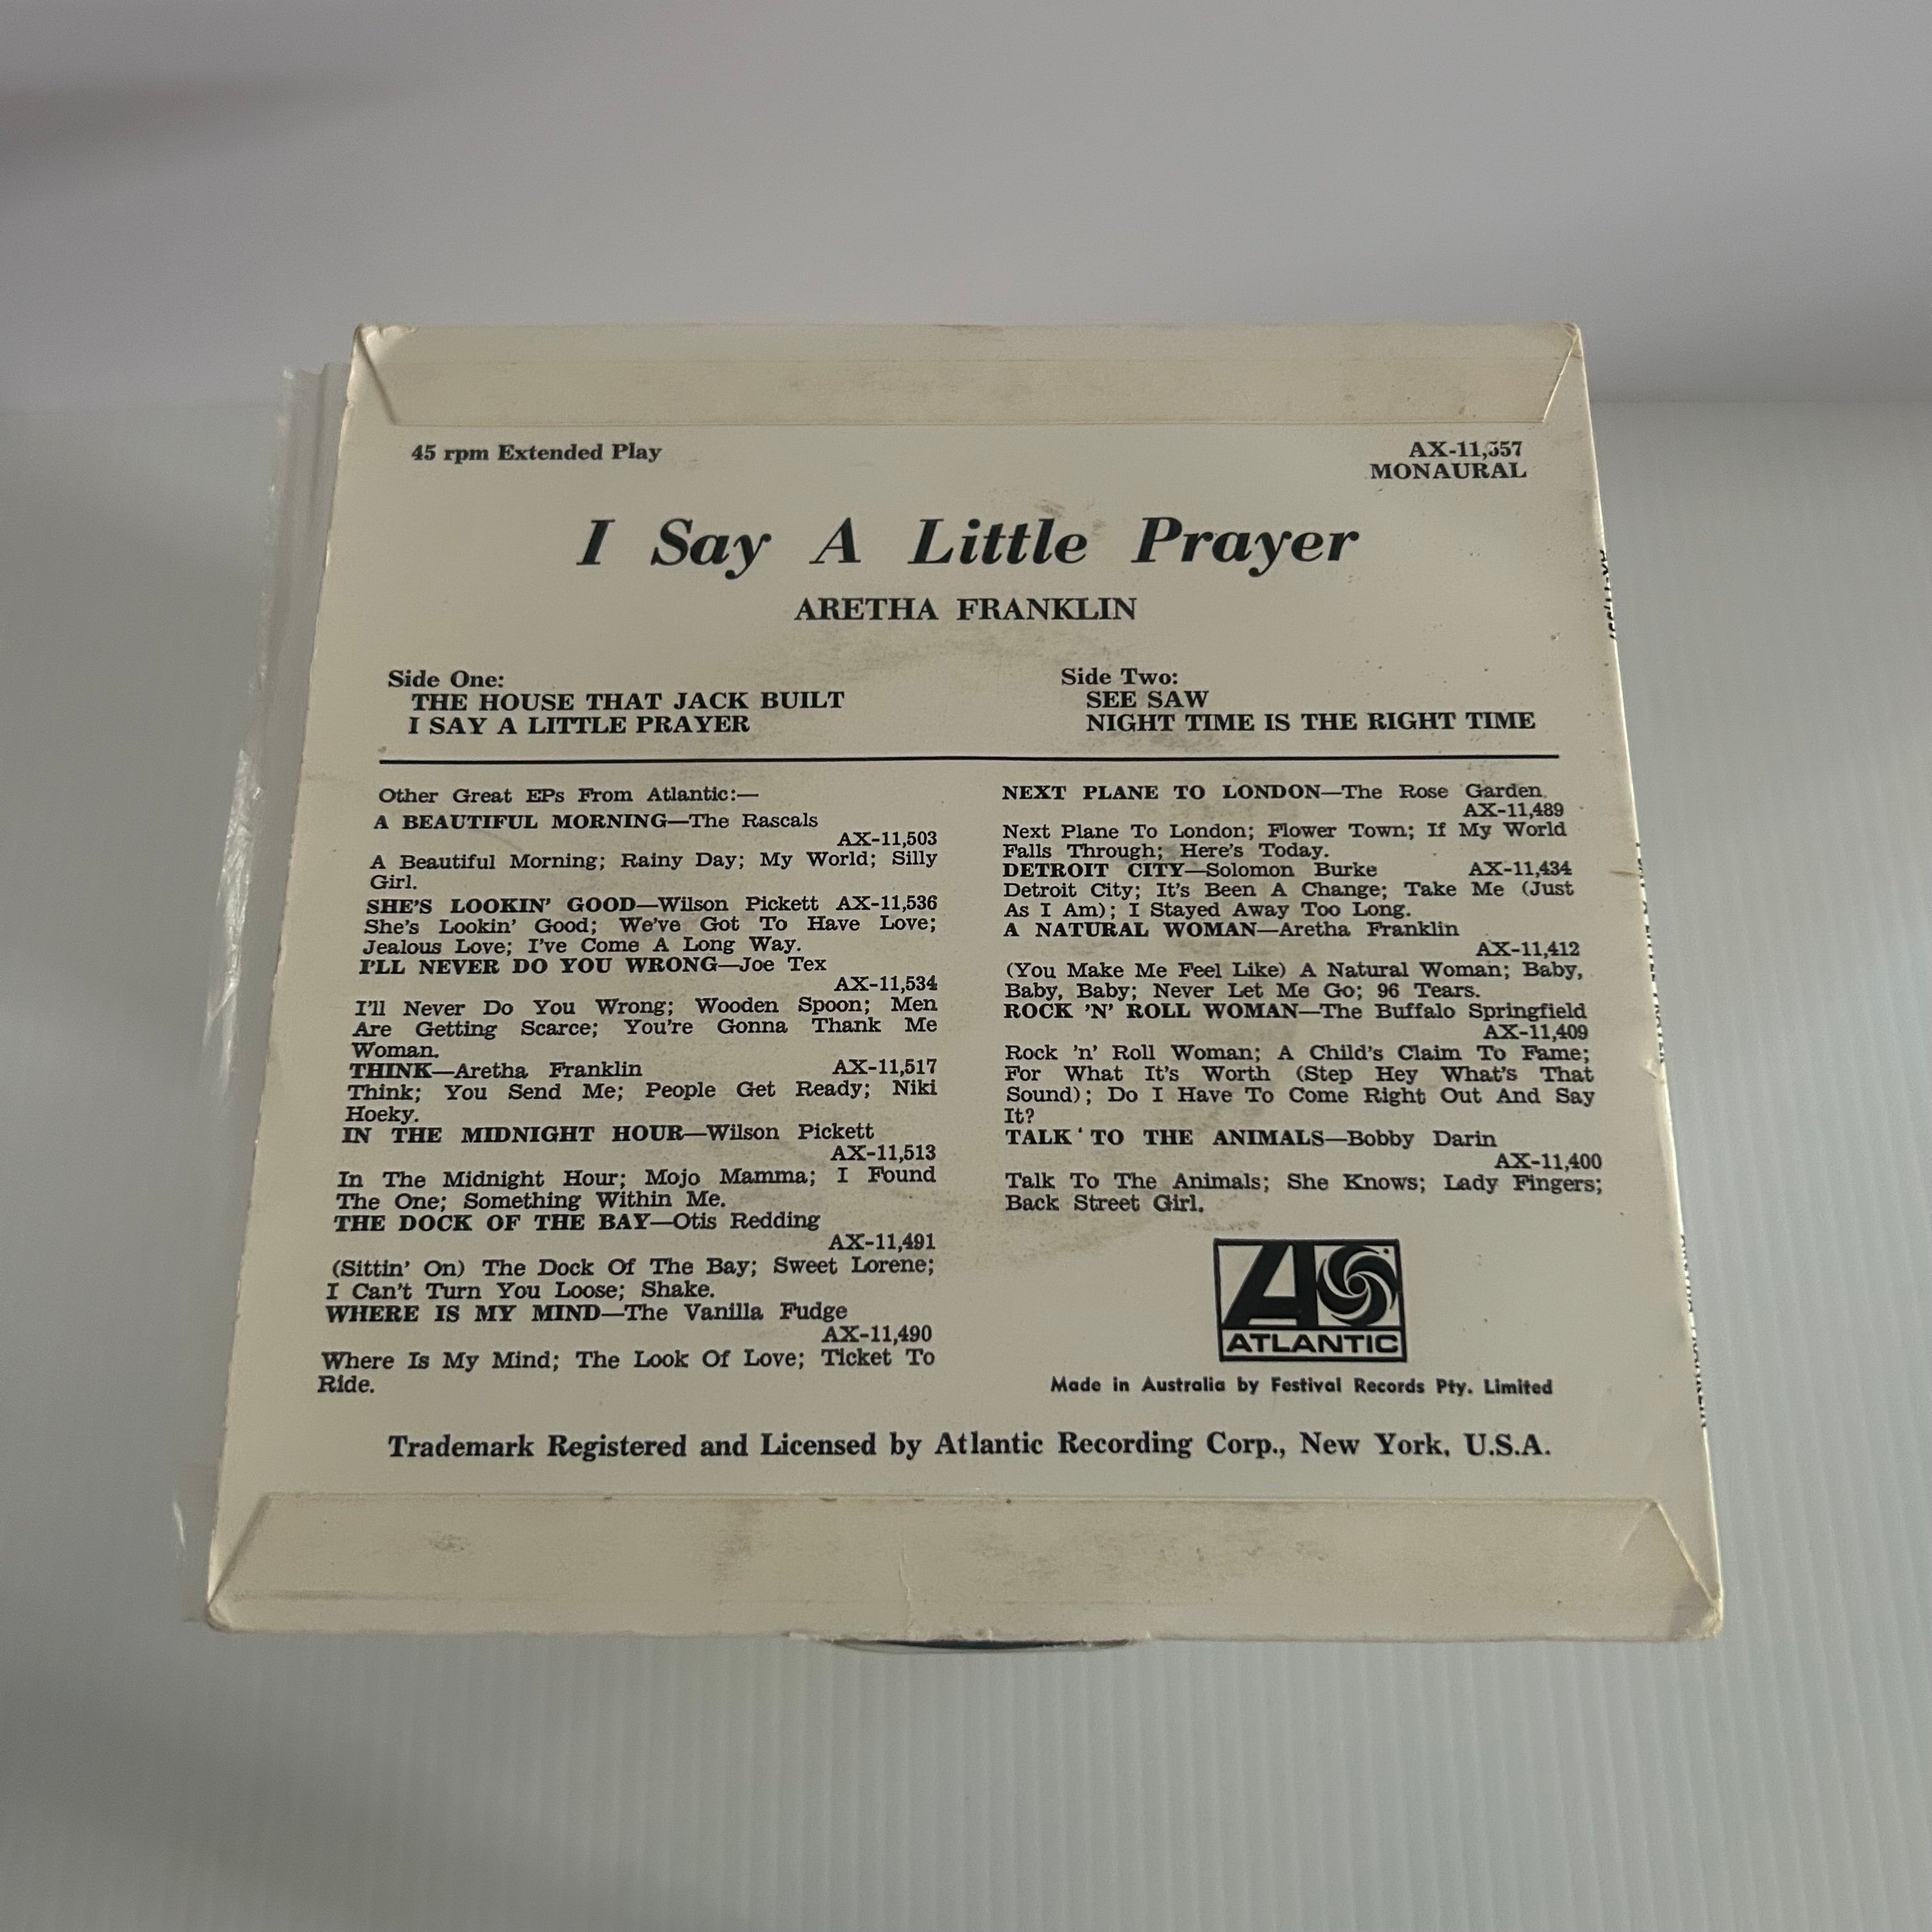 45 rpm Extended Play
AX-11,557
MONAURAL
I Say A Little Prayer
ARETHA FRANKLIN
Side One:
THE HOUSE THAT JACK BUILT
I SAY A LITTLE PRAYER
Side Two:
SEE SAW
NIGHT TIME IS THE RIGHT TIME
Other Great EPs From Atlantic:—
A BEAUTIFUL MORNING—The Rascals
AX-11,503
A Beautiful Morning; Rainy Day; My World; Silly
Girl.
SHE'S LOOKIN' GOOD—Wilson Pickett AX-11,536
She's Lookin' Good; We've Got To Have Love;
Jealous Love; I've Come A Long Way.
I'LL NEVER DO YOU WRONG—Joe Tex
AX-11,534
I'll Never Do You Wrong; Wooden Spoon; Men
Are Getting Scarce; You're Gonna Thank Me
Woman.
THINK—Aretha Franklin AX-11,517
Think; You Send Me; People Get Ready; Niki
Hoeky.
IN THE MIDNIGHT HOUR—Wilson Pickett
AX-11,513
In The Midnight Hour; Mojo Mamma; I Found
The One; Something Within Me.
THE DOCK OF THE BAY—Otis Redding
AX-11,491
(Sittin' On) The Dock Of The Bay; Sweet Lorene;
I Can't Turn You Loose; Shake.
WHERE IS MY MIND—The Vanilla Fudge
AX-11,490
Where Is My Mind; The Look Of Love; Ticket To
Ride.
NEXT PLANE TO LONDON—The Rose Garden
AX-11,489
Next Plane To London; Flower Town; If My World
Falls Through; Here's Today.
DETROIT CITY—Solomon Burke AX-11,434
Detroit City; It's Been A Change; Take Me (Just
As I Am); I Stayed Away Too Long.
A NATURAL WOMAN—Aretha Franklin
AX-11,412
(You Make Me Feel Like) A Natural Woman; Baby,
Baby, Baby; Never Let Me Go; 96 Tears.
ROCK 'N' ROLL WOMAN—The Buffalo Springfield
AX-11,409
Rock 'n' Roll Woman; A Child's Claim To Fame;
For What It's Worth (Step Hey What's That
Sound); Do I Have To Come Right Out And Say
It?
TALK TO THE ANIMALS—Bobby Darin
AX-11,400
Talk To The Animals; She Knows; Lady Fingers;
Back Street Girl.
ATLANTIC
Made in Australia by Festival Records Pty. Limited
Trademark Registered and Licensed by Atlantic Recording Corp., New York, U.S.A.